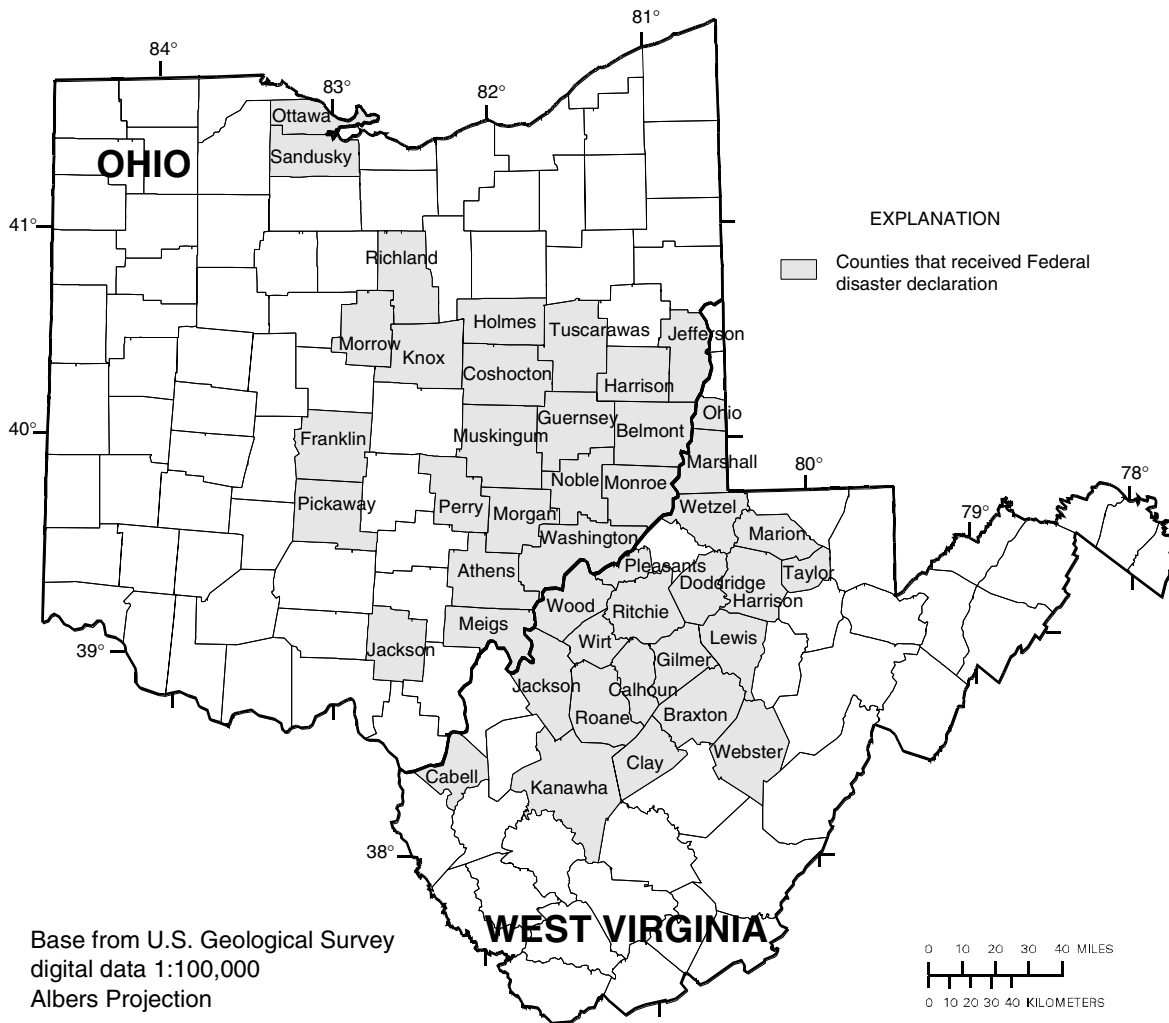 81°
84°
83°
82°
Ottawa
OHIO
Sandusky
41°
EXPLANATION
Counties that received Federal
disaster declaration
Richland
Holmes
Tuscarawas
Jefferson
Morrow
Knox
Coshocton
Harrison
Ohio
40°
Franklin
Muskingum
Guernsey
Belmont
Marshall
80°
78°
Pickaway
Perry
Noble
Monroe
Morgan
Wetzel
79°
Washington
Marion
Athens
Pleasants
Doddridge
Taylor
Wood
Ritchie
Harrison
Meigs
39°
Jackson
Wirt
Lewis
Gilmer
Jackson
Calhoun
Roane
Braxton
Webster
Clay
Cabell
Kanawha
38°
WEST VIRGINIA
Base from U.S. Geological Survey
digital data 1:100,000
Albers Projection
0 10 20 30 40 MILES
0 10 20 30 40 KILOMETERS